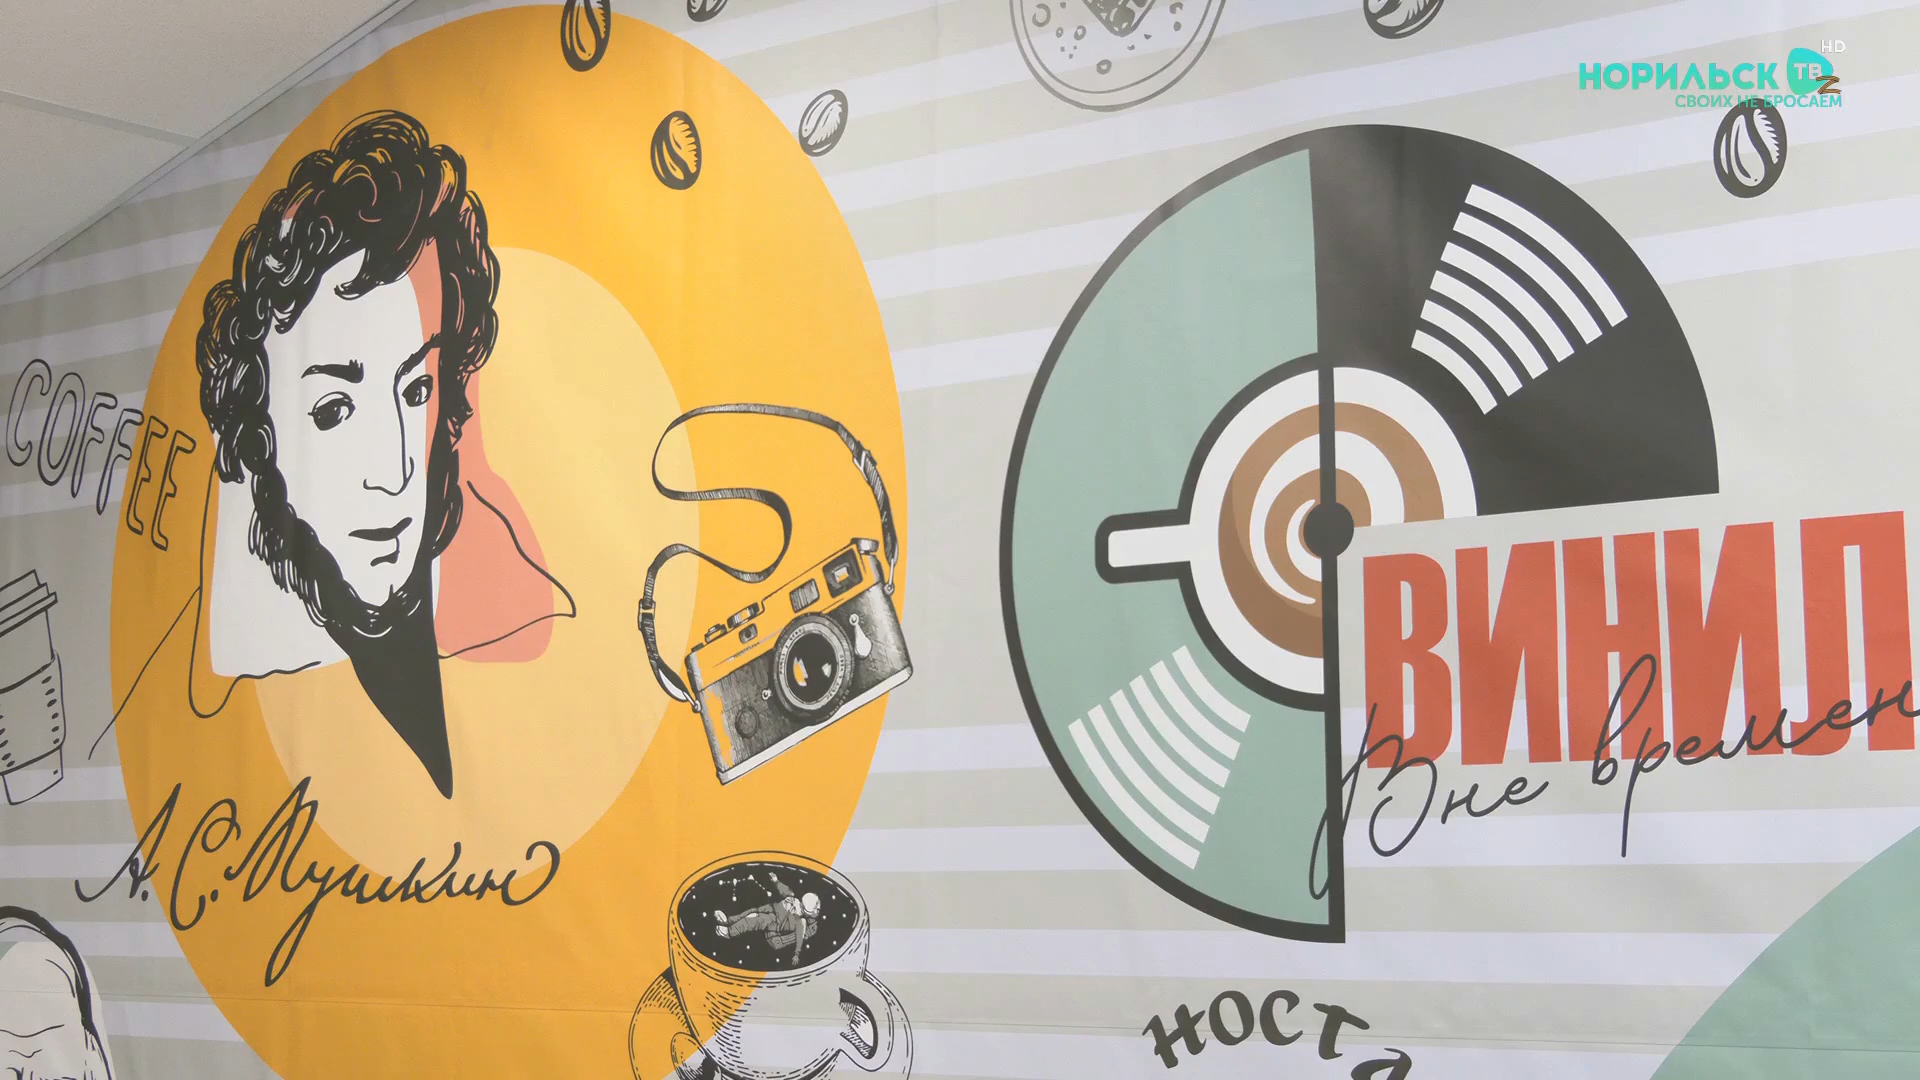 НОРИЛЬСК ТВ HD
СВОИХ НЕ БРОСАЕМ
COFFEE
ВИНИЛ
Вне времен
А.С.Пушкин
НОСТА